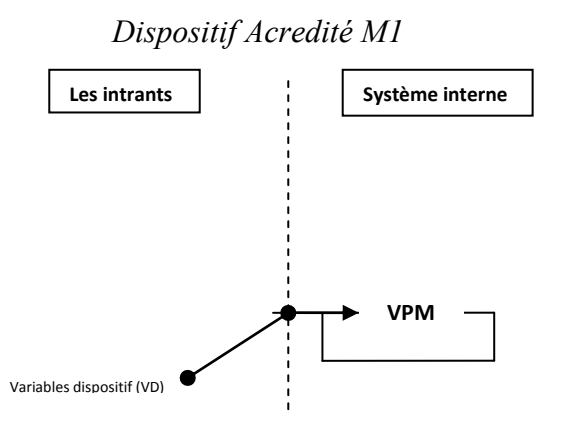 Dispositif Acredité M1
Les intrants
Système interne
VPM
Variables dispositif (VD)